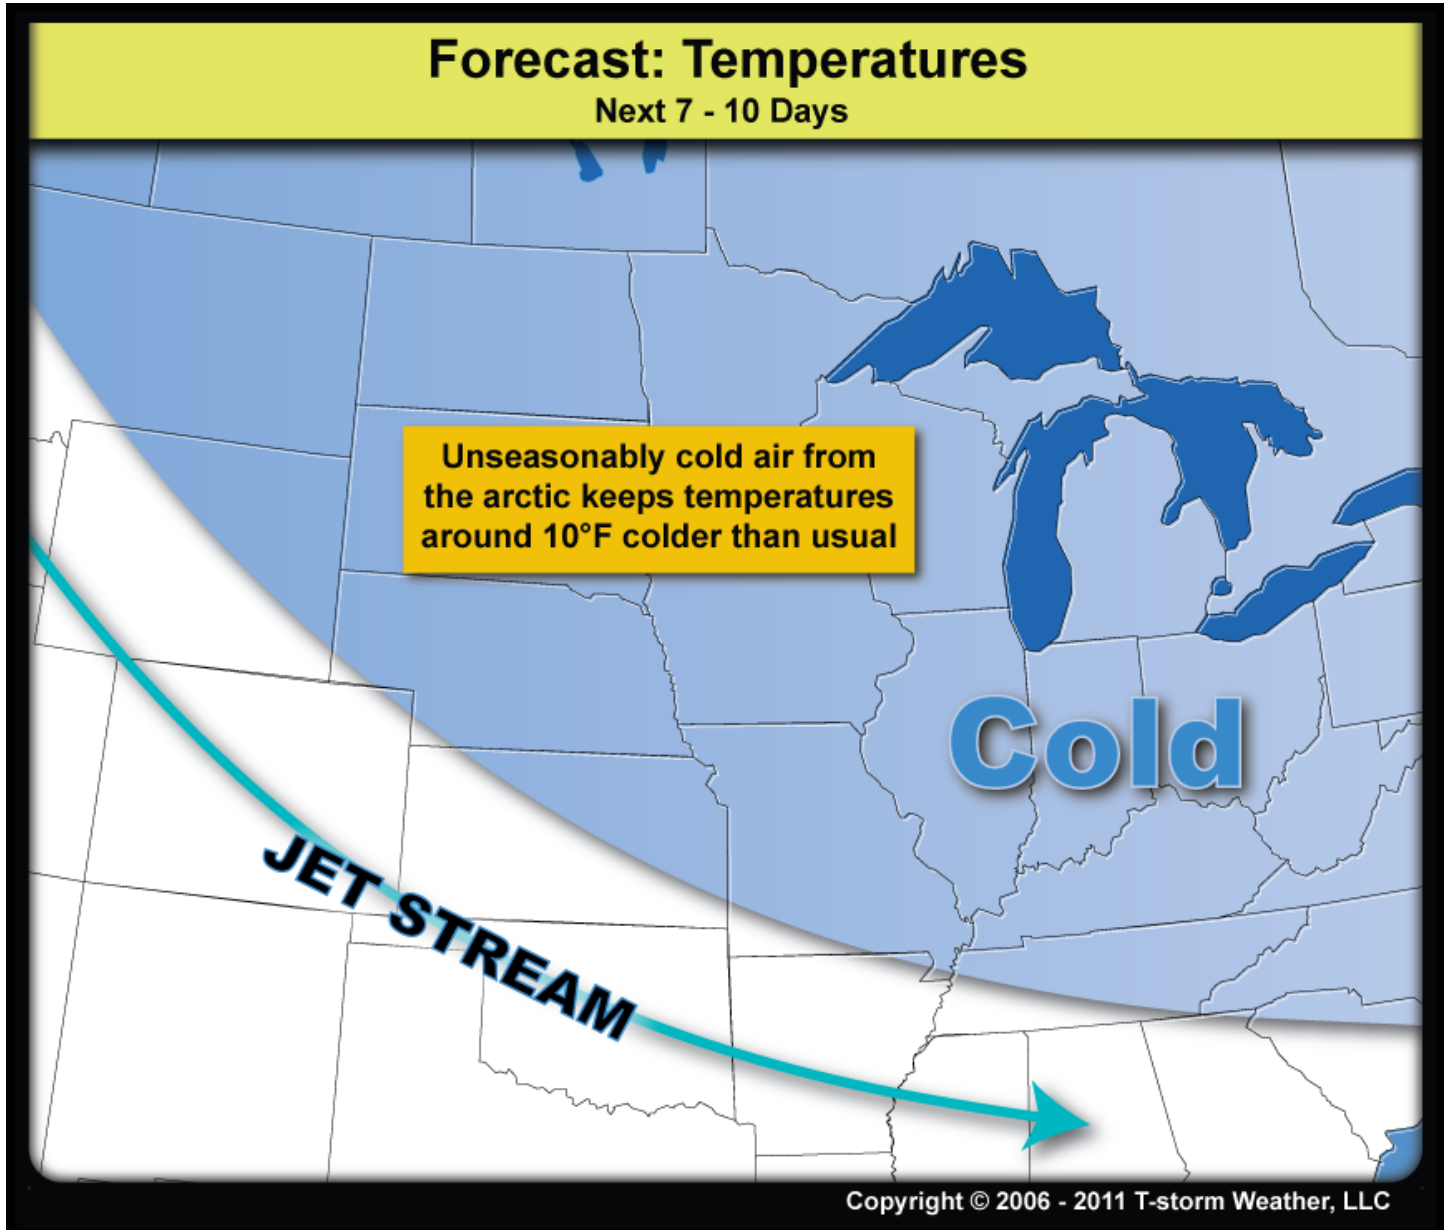 Forecast: Temperatures
Next 7 - 10 Days
Unseasonably cold air from
the arctic keeps temperatures
around 10°F colder than usual
Cold
JET STREAM
Copyright © 2006 - 2011 T-storm Weather, LLC